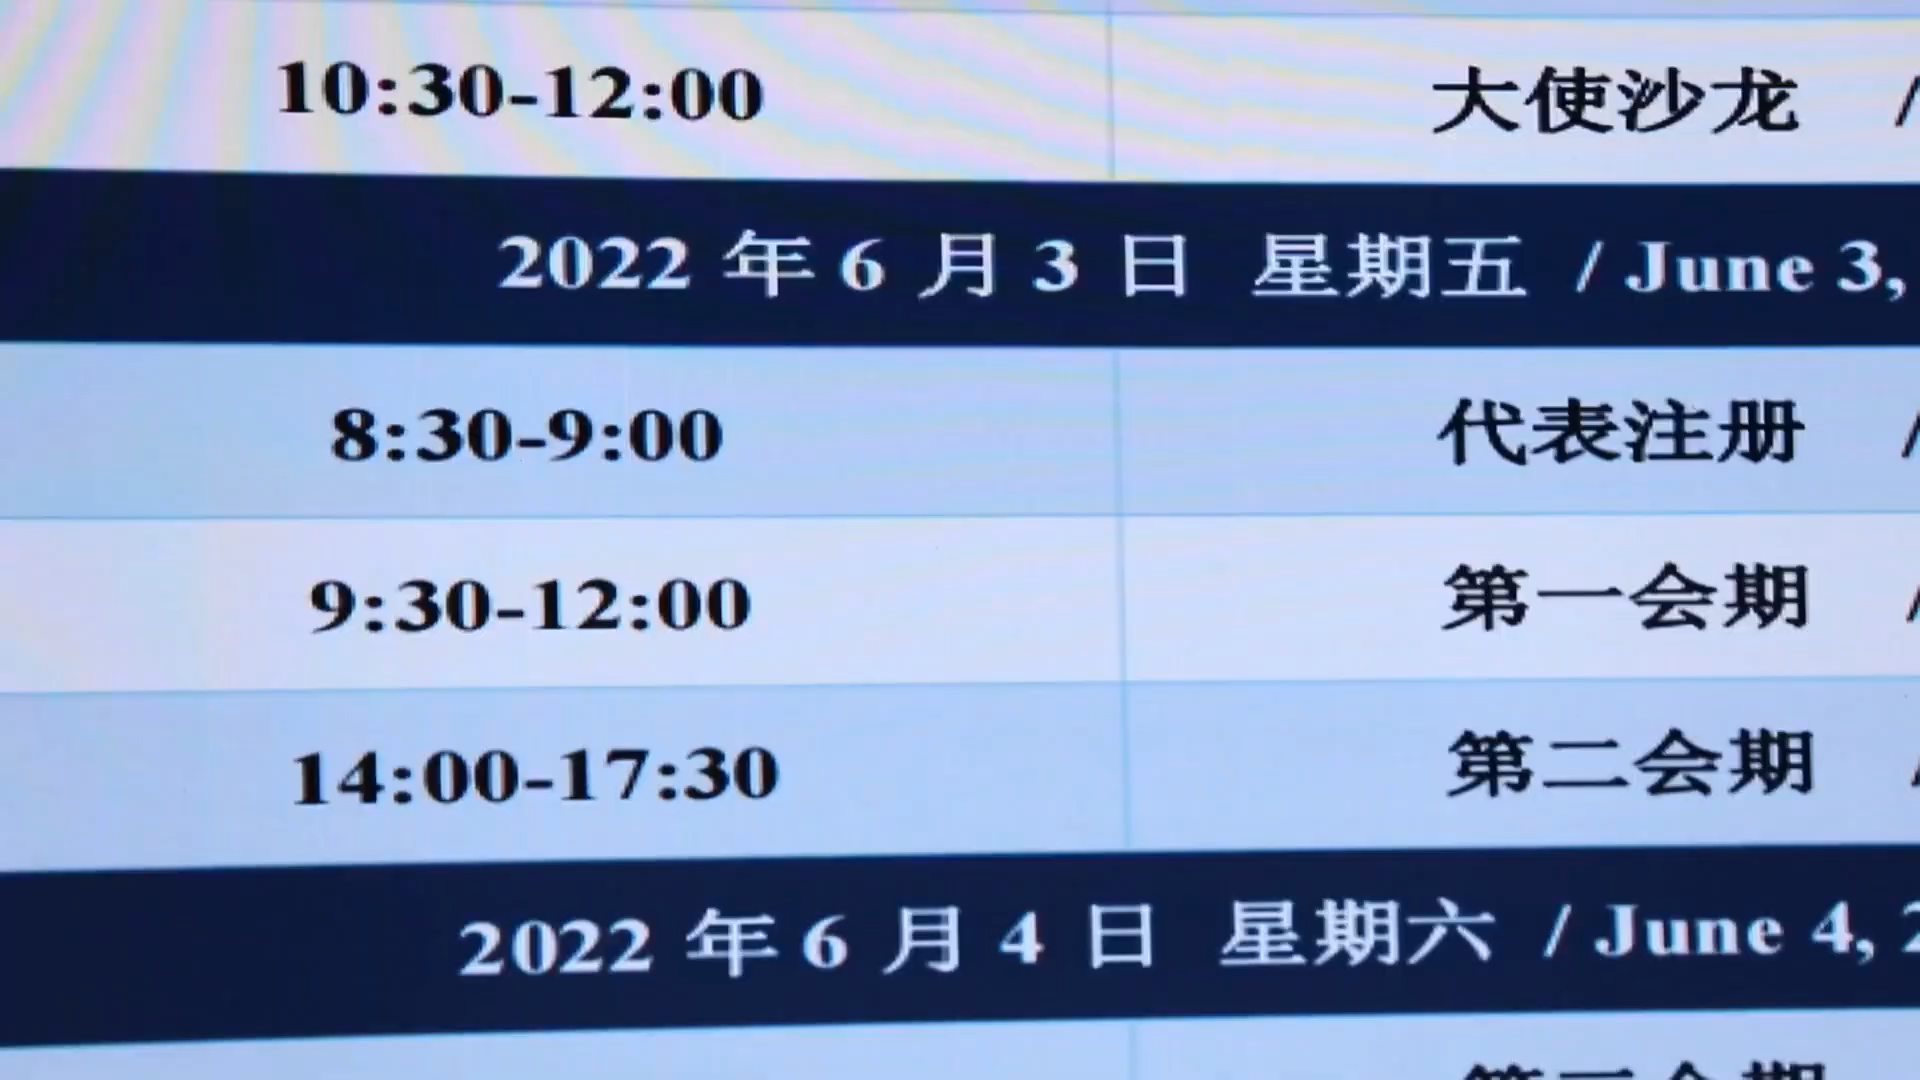 10:30-12:00 大使沙龙 /
2022 年 6 月 3 日 星期五 / June 3,
8:30-9:00 代表注册 /
9:30-12:00 第一会期 /
14:00-17:30 第二会期 /
2022 年 6 月 4 日 星期六 / June 4, 2